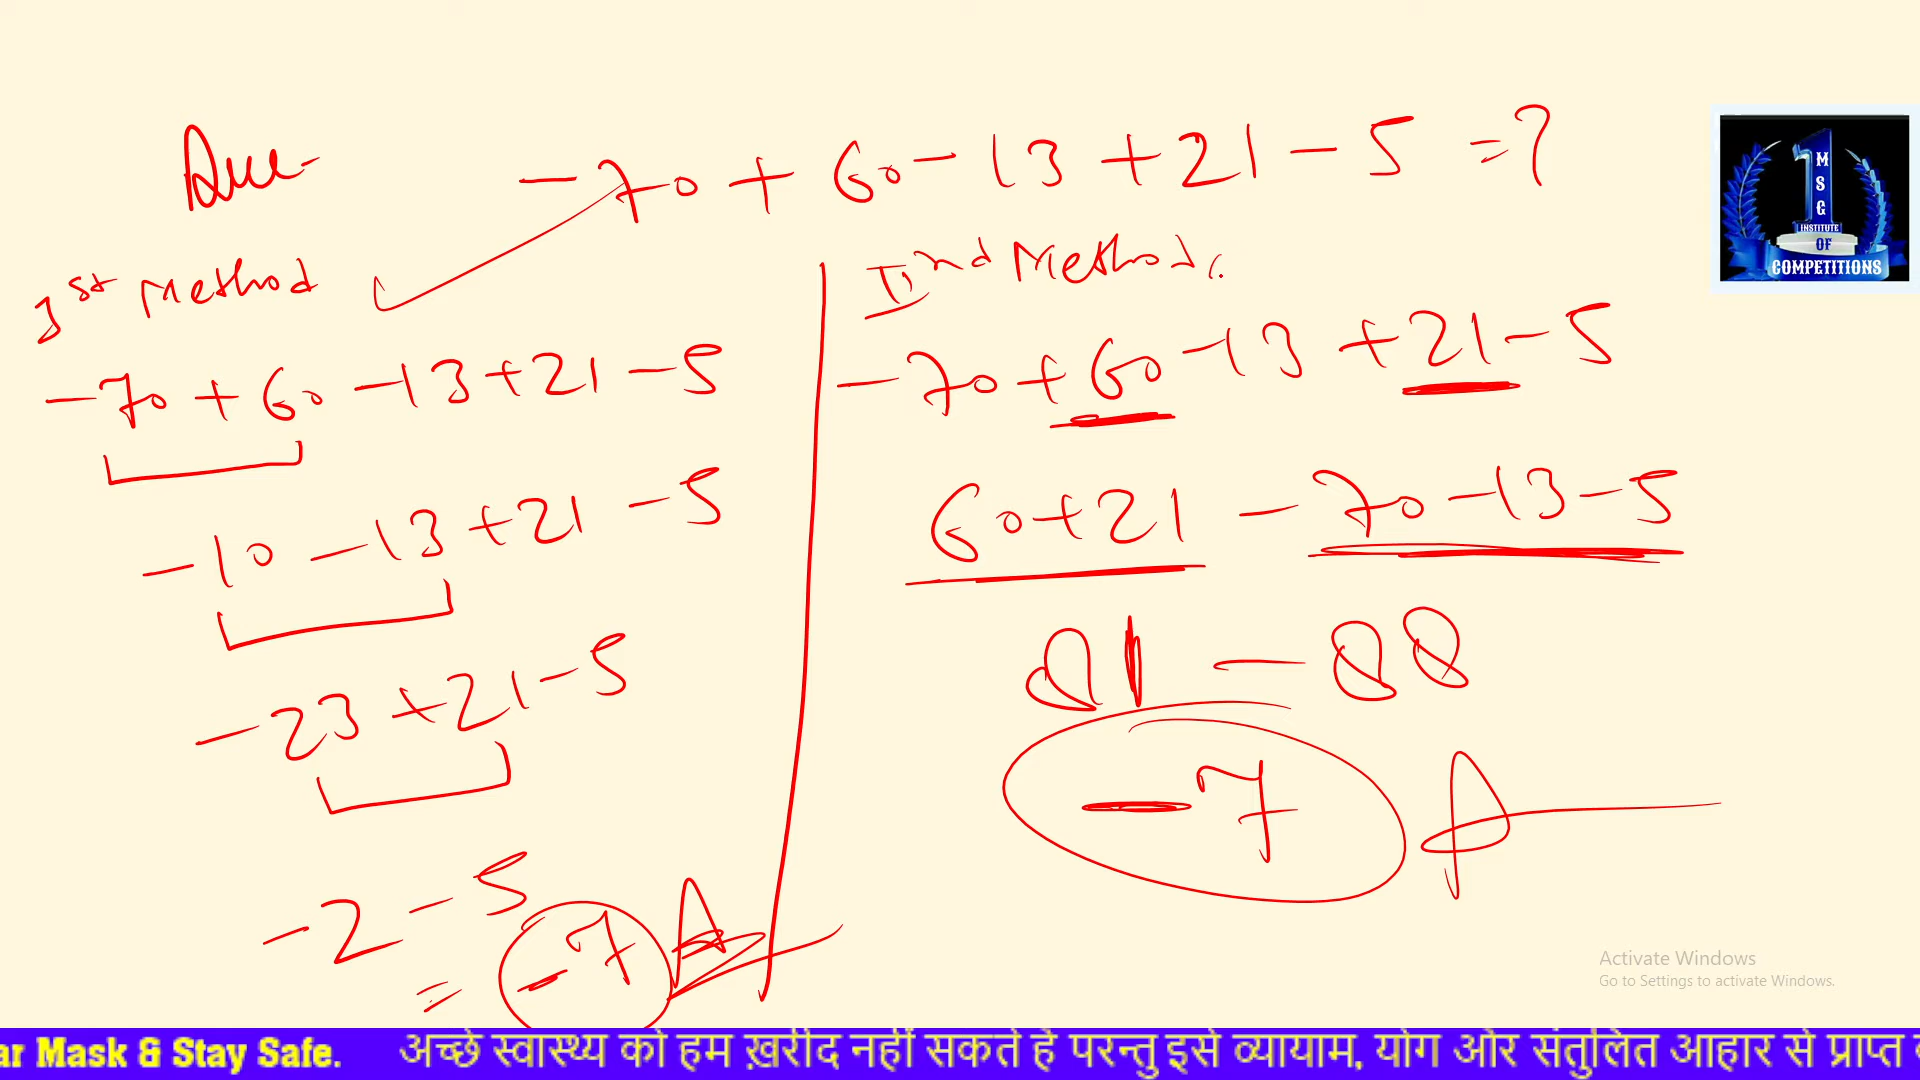 Que
-70 + 60 - 13 + 21 - 5 = ?
1st Method
-70 + 60 - 13 + 21 - 5
-10 - 13 + 21 - 5
-23 + 21 - 5
-2 - 5
= -7 A
IInd Method
-70 + 60 - 13 + 21 - 5
60 + 21 - 70 - 13 - 5
81 - 88
-7 A
1
MSG
INSTITUTE
OF
COMPETITIONS
Activate Windows
Go to Settings to activate Windows.
ar Mask & Stay Safe. अच्छे स्वास्थ्य को हम ख़रीद नहीं सकते है परन्तु इसे व्यायाम, योग ओर संतुलित आहार से प्राप्त